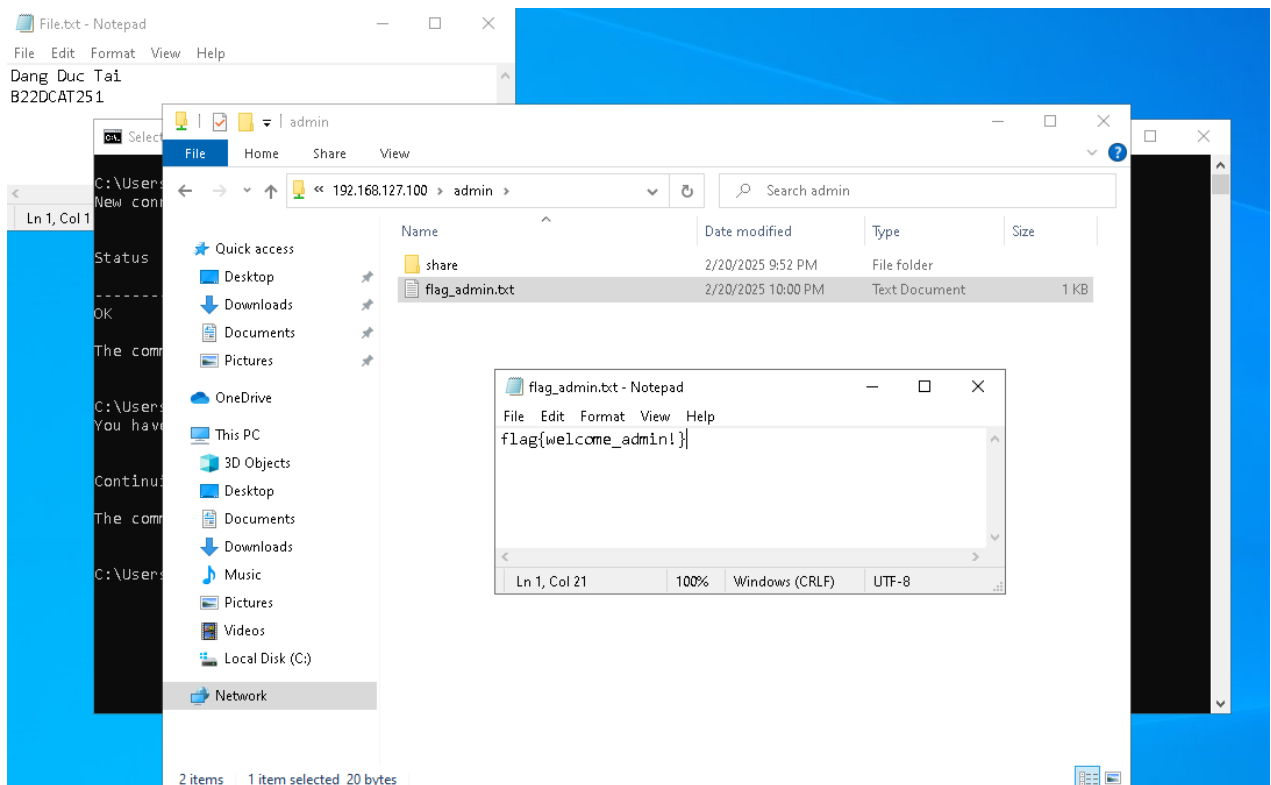 File.txt - Notepad
File Edit Format View Help
Dang Duc Tai
B22DCAT251
Ln 1, Col 1
Select
C:\Users
New conn
Status
--------
OK
The comm
C:\Users
You have
Continui
The comm
C:\Users
admin
File Home Share View
« 192.168.127.100 › admin ›
Search admin
Name Date modified Type Size
share 2/20/2025 9:52 PM File folder
flag_admin.txt 2/20/2025 10:00 PM Text Document 1 KB
Quick access
Desktop
Downloads
Documents
Pictures
OneDrive
This PC
3D Objects
Desktop
Documents
Downloads
Music
Pictures
Videos
Local Disk (C:)
Network
2 items 1 item selected 20 bytes
flag_admin.txt - Notepad
File Edit Format View Help
flag{welcome_admin!}
Ln 1, Col 21 100% Windows (CRLF) UTF-8